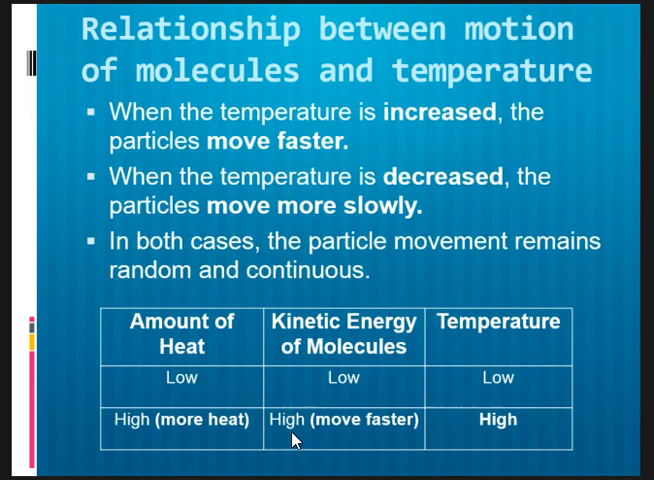 Relationship between motion
of molecules and temperature
When the temperature is increased, the
particles move faster.
When the temperature is decreased, the
particles move more slowly.
In both cases, the particle movement remains
random and continuous.
Amount of Heat Kinetic Energy of Molecules Temperature
Low Low Low
High (more heat) High (move faster) High